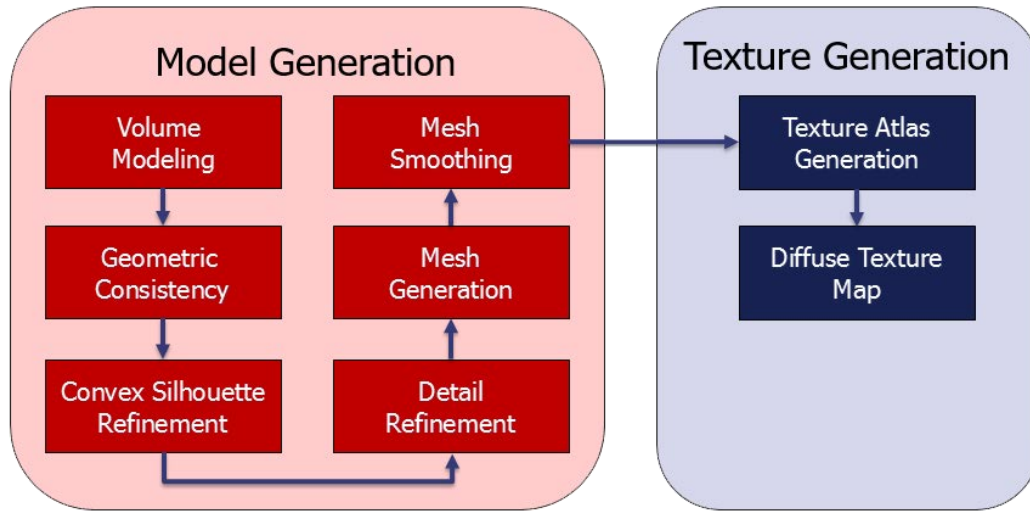 Model Generation
Volume
Modeling
Geometric
Consistency
Convex Silhouette
Refinement
Detail
Refinement
Mesh
Generation
Mesh
Smoothing
Texture Generation
Texture Atlas
Generation
Diffuse Texture
Map